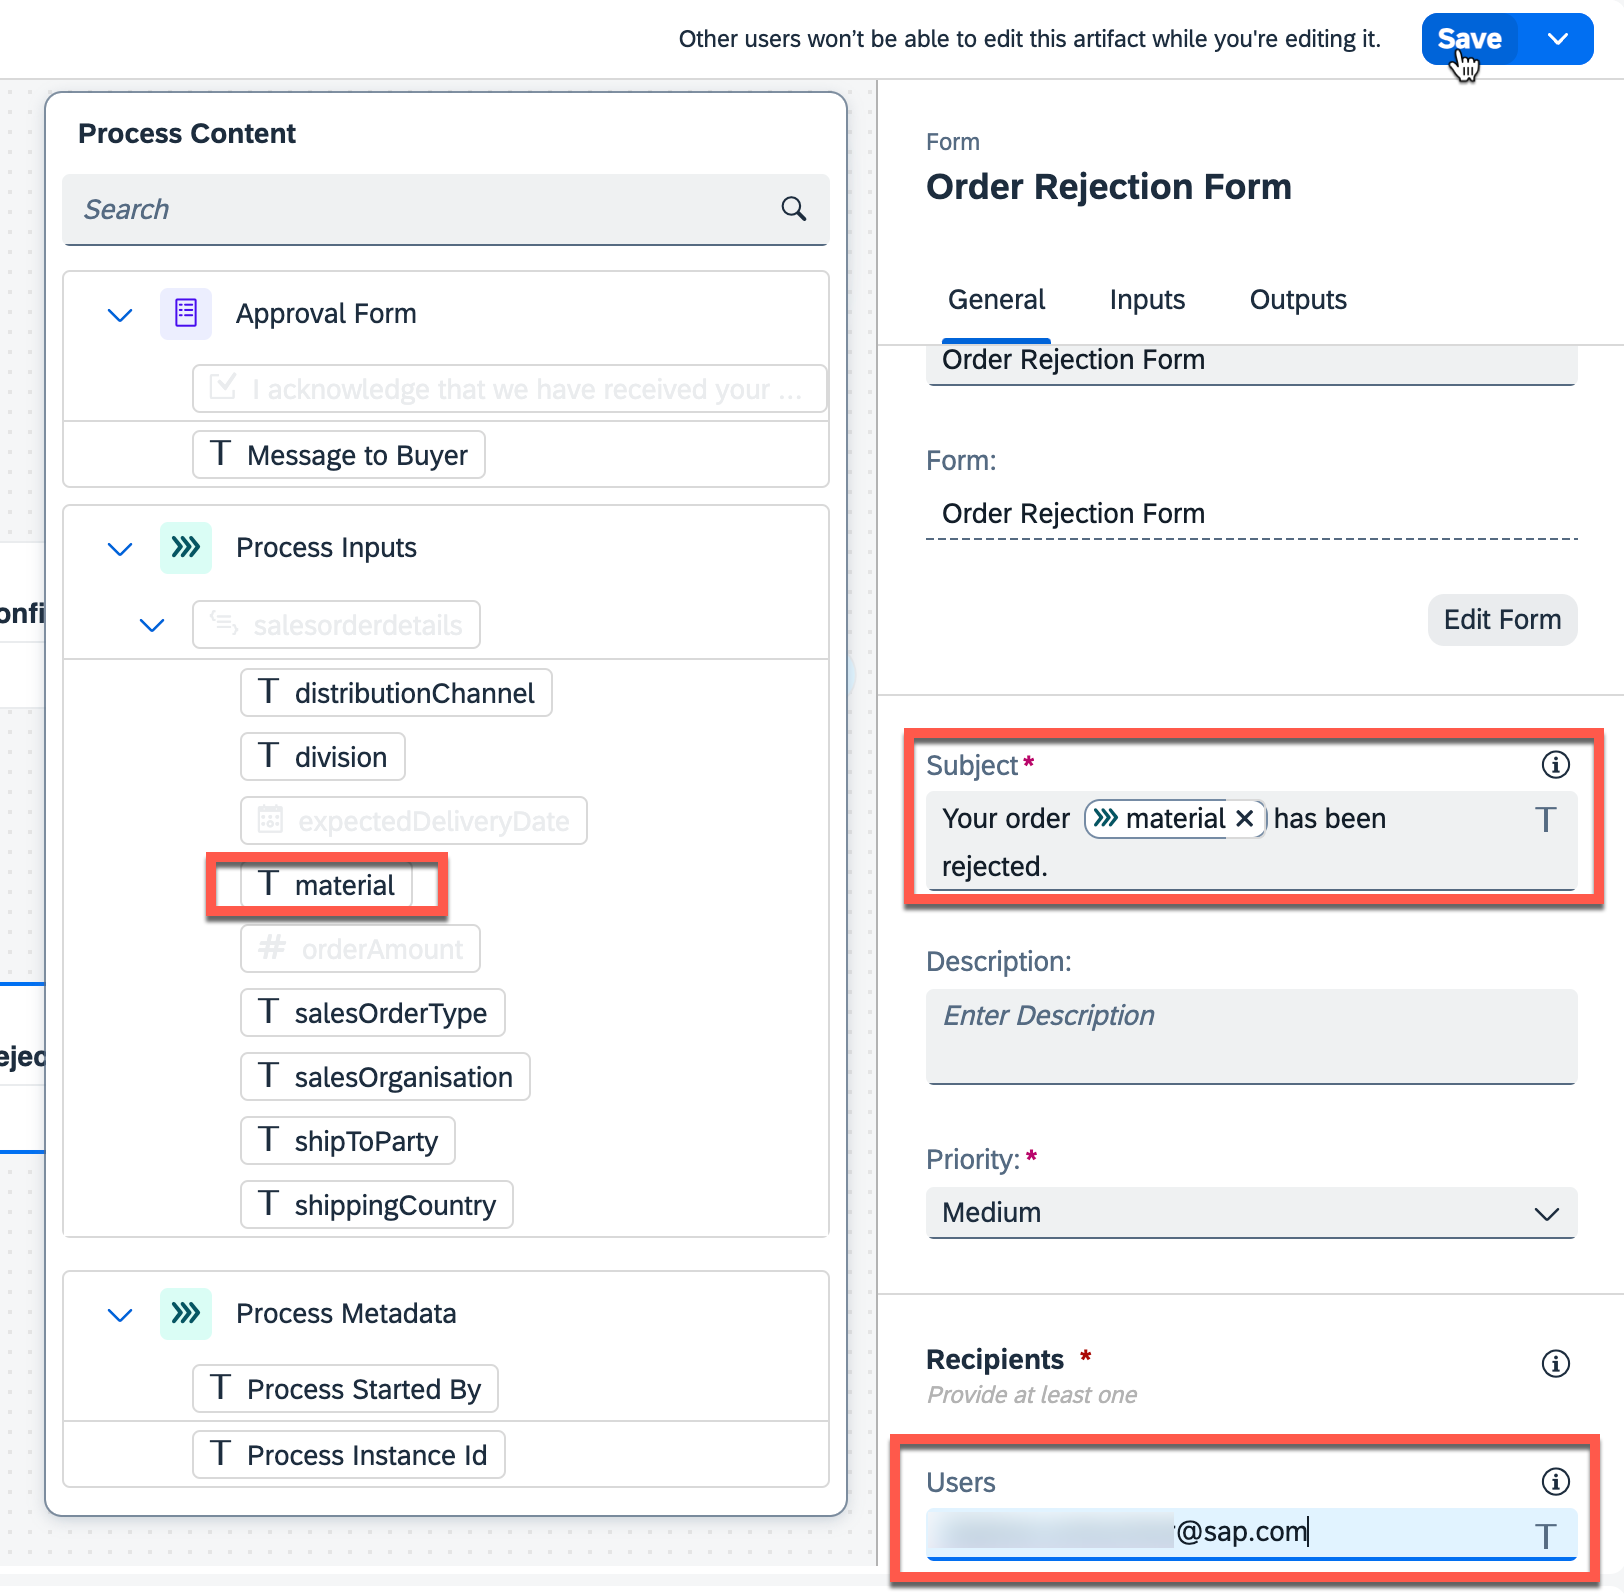 Other users won't be able to edit this artifact while you're editing it.
Save
Process Content
Search
Approval Form
I acknowledge that we have received your ...
T Message to Buyer
Process Inputs
salesorderdetails
T distributionChannel
T division
expectedDeliveryDate
T material
# orderAmount
T salesOrderType
T salesOrganisation
T shipToParty
T shippingCountry
Process Metadata
T Process Started By
T Process Instance Id
onfi
ejec
Form
Order Rejection Form
General Inputs Outputs
Order Rejection Form
Form:
Order Rejection Form
Edit Form
Subject*
Your order material × has been T
rejected.
Description:
Enter Description
Priority: *
Medium
Recipients *
Provide at least one
Users
@sap.com T